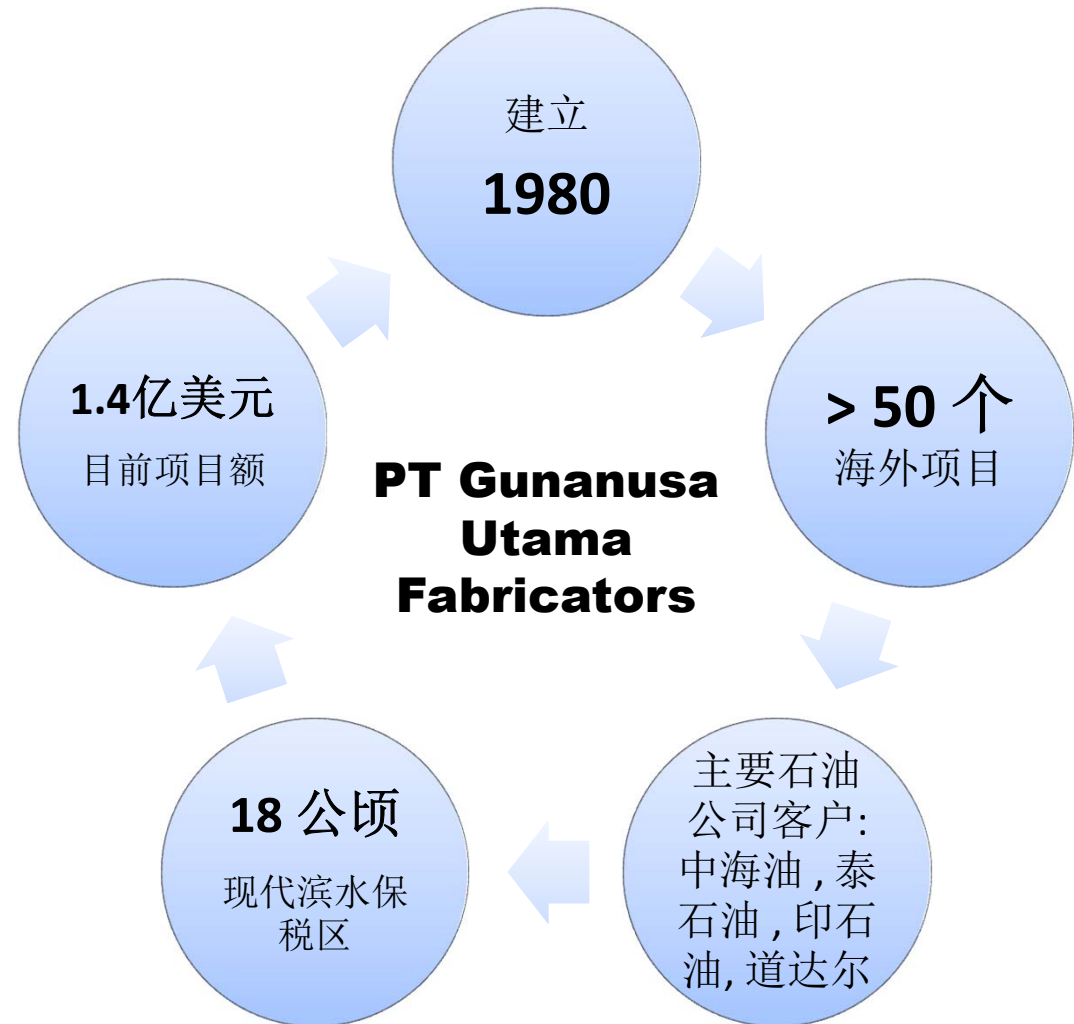 建立
1980
> 50 个
海外项目
主要石油
公司客户:
中海油 , 泰
石油 , 印石
油, 道达尔
18 公顷
现代滨水保
税区
1.4亿美元
目前项目额
PT Gunanusa
Utama
Fabricators